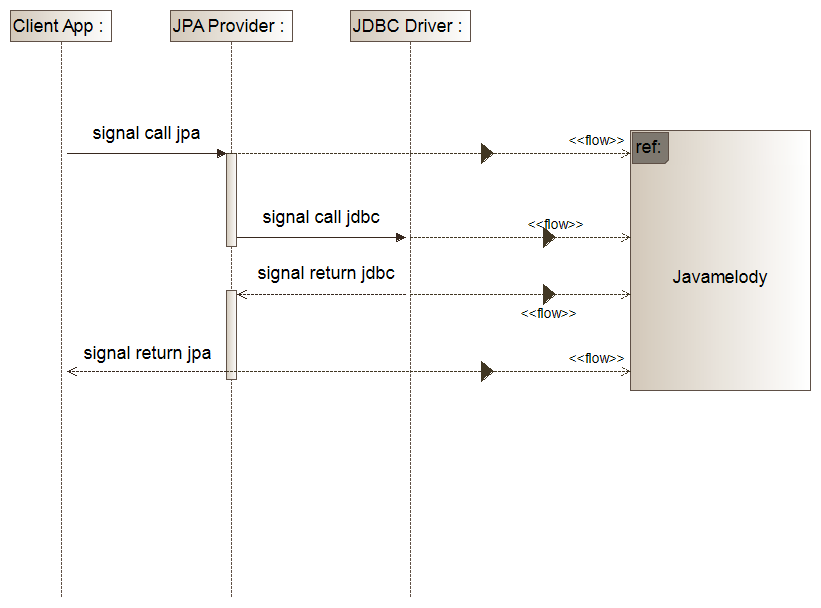 Client App :
JPA Provider :
JDBC Driver :
signal call jpa
<<flow>>
ref:
signal call jdbc
<<flow>>
signal return jdbc
Javamelody
<<flow>>
signal return jpa
<<flow>>